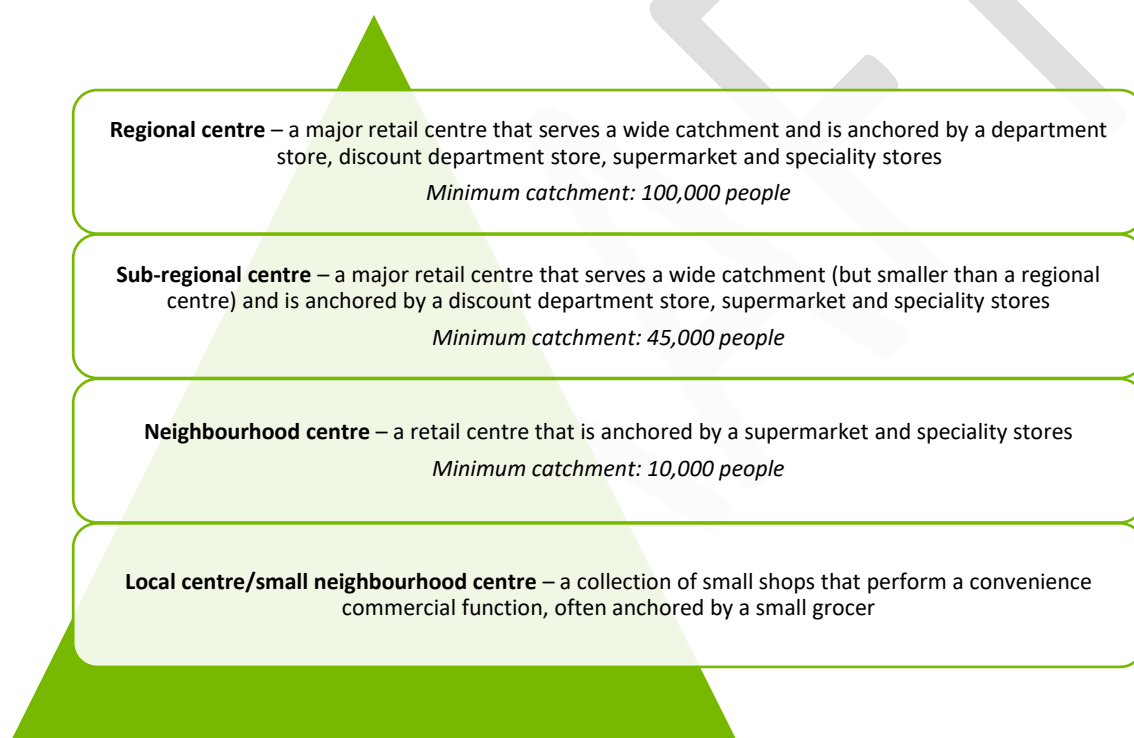 Regional centre – a major retail centre that serves a wide catchment and is anchored by a department
store, discount department store, supermarket and speciality stores
Minimum catchment: 100,000 people
Sub-regional centre – a major retail centre that serves a wide catchment (but smaller than a regional
centre) and is anchored by a discount department store, supermarket and speciality stores
Minimum catchment: 45,000 people
Neighbourhood centre – a retail centre that is anchored by a supermarket and speciality stores
Minimum catchment: 10,000 people
Local centre/small neighbourhood centre – a collection of small shops that perform a convenience
commercial function, often anchored by a small grocer